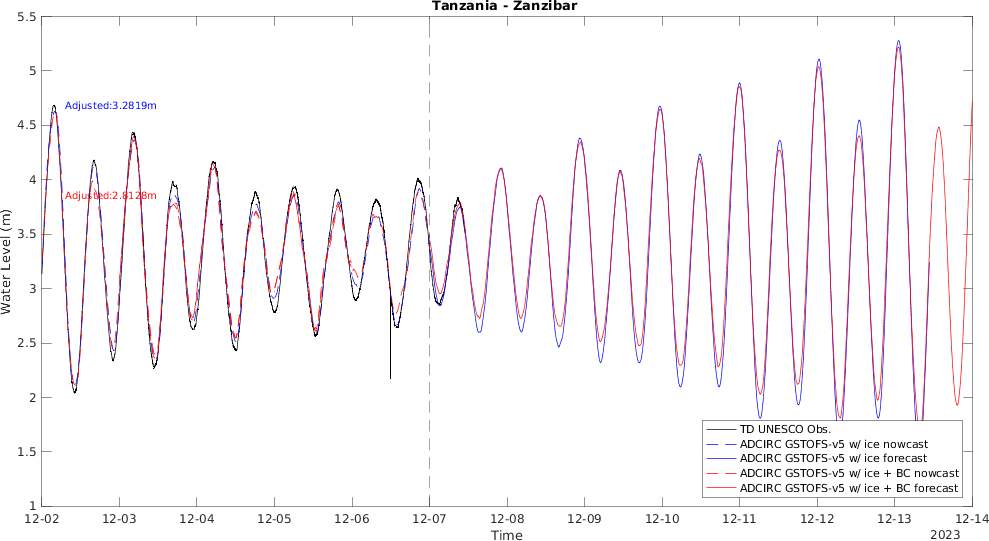 Tanzania - Zanzibar
5.5
5
4.5
4
3.5
3
2.5
2
1.5
1
Water Level (m)
Adjusted:3.2819m
Adjusted:2.8128m
TD UNESCO Obs.
ADCIRC GSTOFS-v5 w/ ice nowcast
ADCIRC GSTOFS-v5 w/ ice forecast
ADCIRC GSTOFS-v5 w/ ice + BC nowcast
ADCIRC GSTOFS-v5 w/ ice + BC forecast
12-02 12-03 12-04 12-05 12-06 12-07 12-08 12-09 12-10 12-11 12-12 12-13 12-14
Time
2023